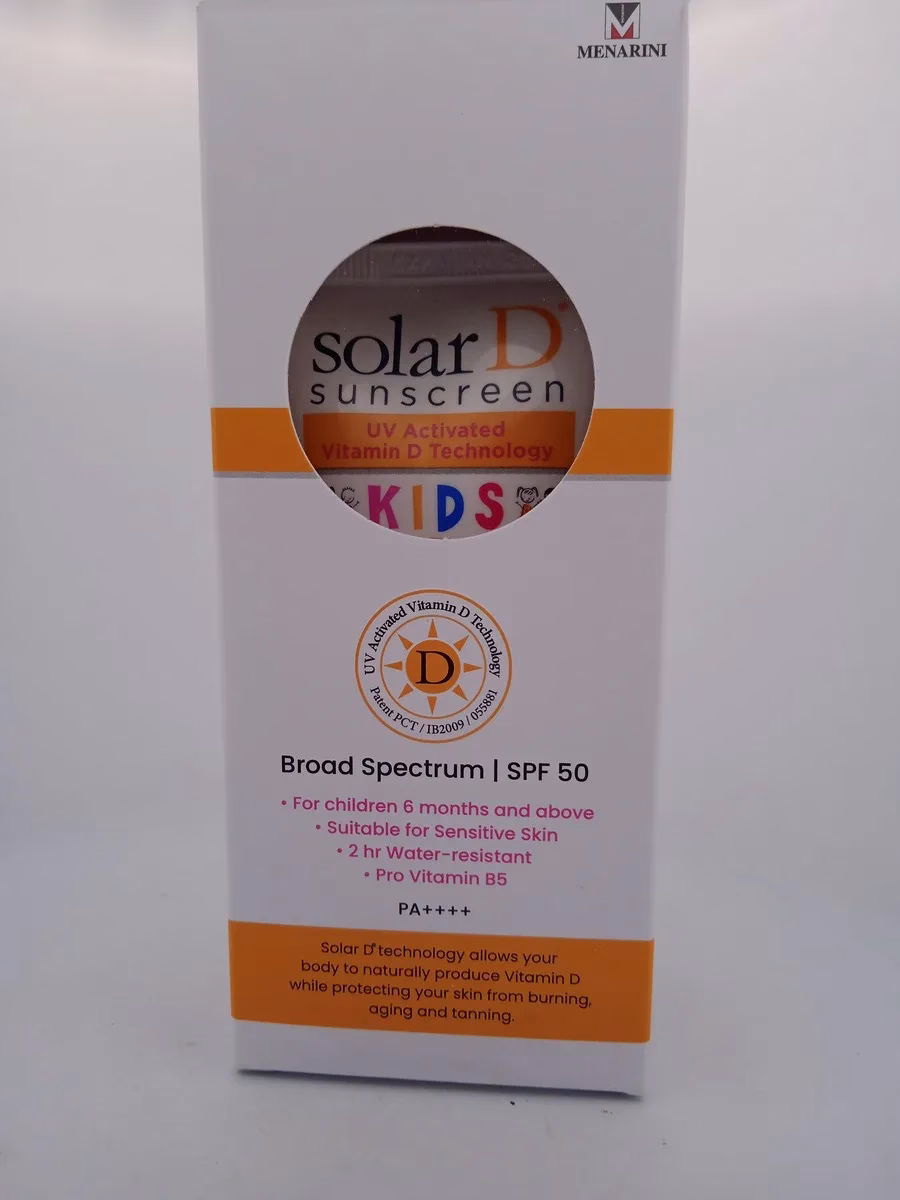 MENARINI
solar D
sunscreen
UV Activated
Vitamin D Technology
KIDS
UV Activated Vitamin D Technology
D
Patent PCT / IB2009 / 055881
Broad Spectrum | SPF 50
• For children 6 months and above
• Suitable for Sensitive Skin
• 2 hr Water-resistant
• Pro Vitamin B5
PA++++
Solar D® technology allows your
body to naturally produce Vitamin D
while protecting your skin from burning,
aging and tanning.